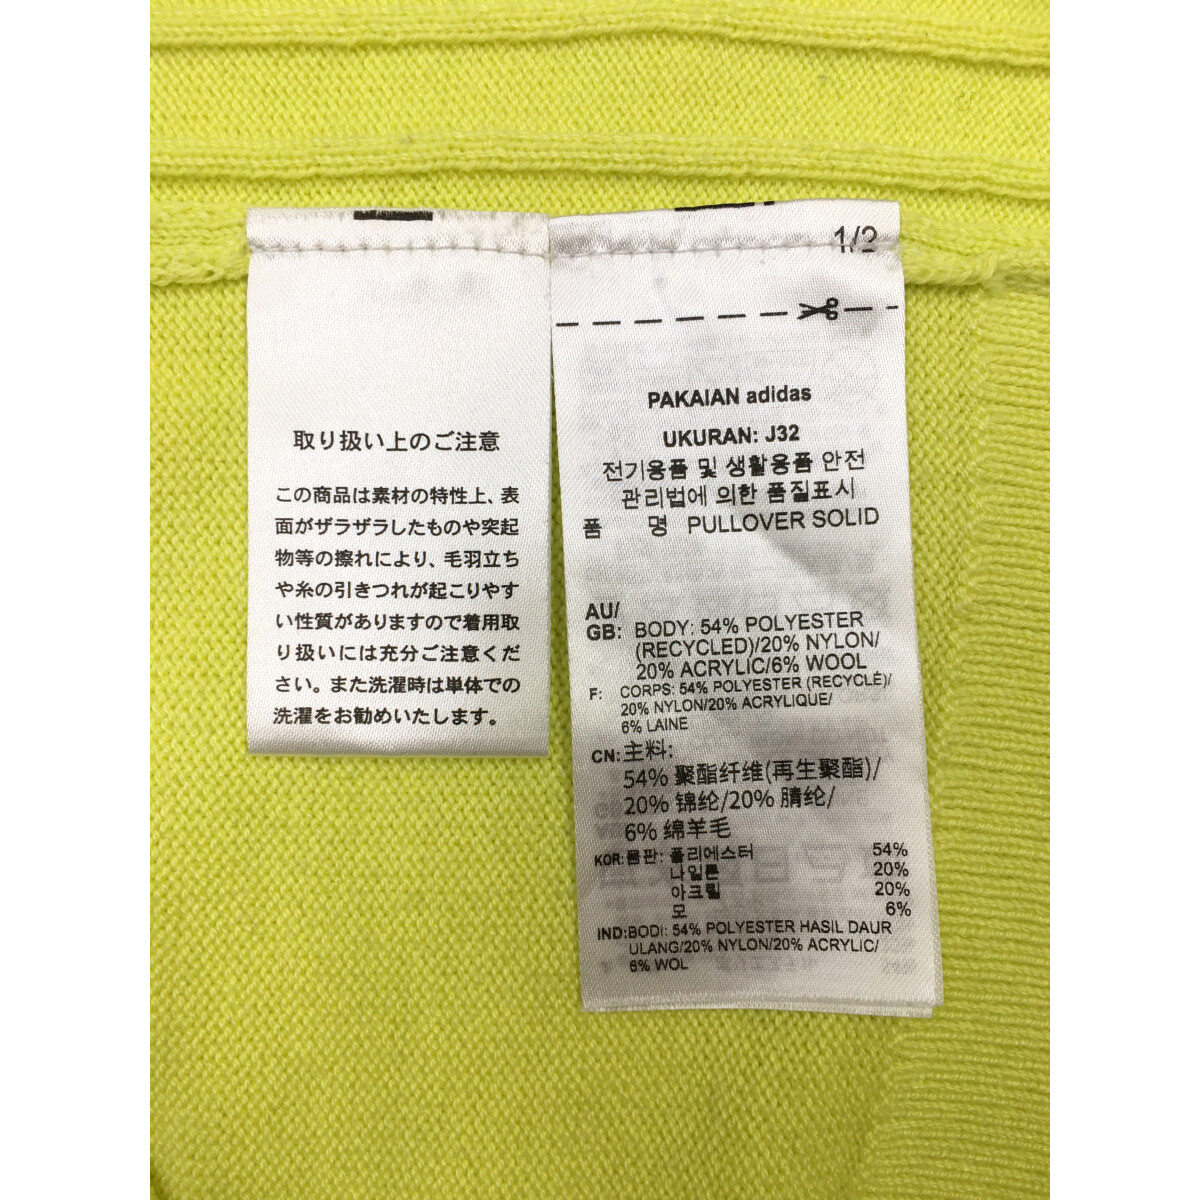 取り扱い上のご注意
この商品は素材の特性上、表
面がザラザラしたものや突起
物等の擦れにより、毛羽立ち
や糸の引きつれが起こりやす
い性質がありますので着用取
り扱いには充分ご注意くだ
さい。また洗濯時は単体での
洗濯をお勧めいたします。
1/2
PAKAIAN adidas
UKURAN: J32
전기용품 및 생활용품 안전
관리법에 의한 품질표시
품 명 PULLOVER SOLID
AU/
GB: BODY: 54% POLYESTER
(RECYCLED)/20% NYLON/
20% ACRYLIC/6% WOOL
F: CORPS: 54% POLYESTER (RECYCLÉ)/
20% NYLON/20% ACRYLIQUE/
6% LAINE
CN: 主料:
54% 聚酯纤维(再生聚酯)/
20% 锦纶/20% 腈纶/
6% 绵羊毛
KOR: 몸판: 폴리에스터 54%
나일론 20%
아크릴 20%
모 6%
IND: BODI: 54% POLYESTER HASIL DAUR
ULANG/20% NYLON/20% ACRYLIC/
6% WOL